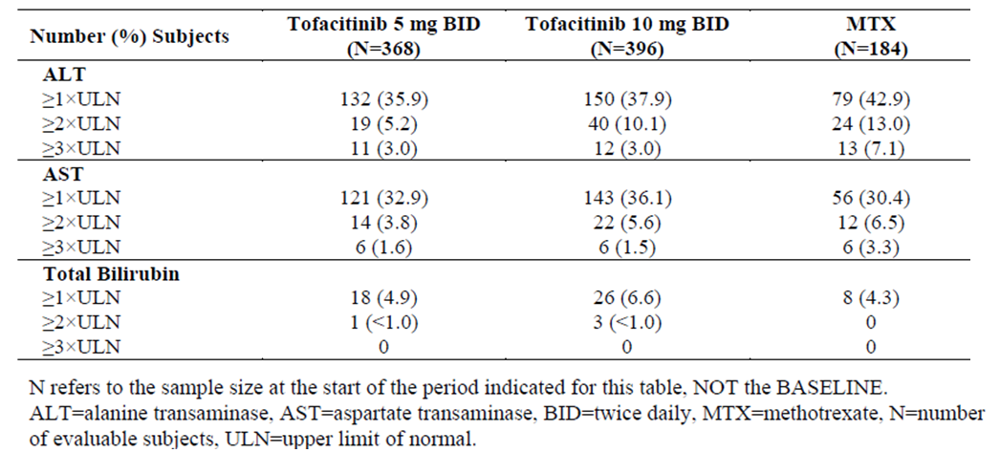 Number (%) Subjects Tofacitinib 5 mg BID (N=368) Tofacitinib 10 mg BID (N=396) MTX (N=184)
ALT
≥1×ULN 132 (35.9) 150 (37.9) 79 (42.9)
≥2×ULN 19 (5.2) 40 (10.1) 24 (13.0)
≥3×ULN 11 (3.0) 12 (3.0) 13 (7.1)
AST
≥1×ULN 121 (32.9) 143 (36.1) 56 (30.4)
≥2×ULN 14 (3.8) 22 (5.6) 12 (6.5)
≥3×ULN 6 (1.6) 6 (1.5) 6 (3.3)
Total Bilirubin
≥1×ULN 18 (4.9) 26 (6.6) 8 (4.3)
≥2×ULN 1 (<1.0) 3 (<1.0) 0
≥3×ULN 0 0 0
N refers to the sample size at the start of the period indicated for this table, NOT the BASELINE.
ALT=alanine transaminase, AST=aspartate transaminase, BID=twice daily, MTX=methotrexate, N=number
of evaluable subjects, ULN=upper limit of normal.